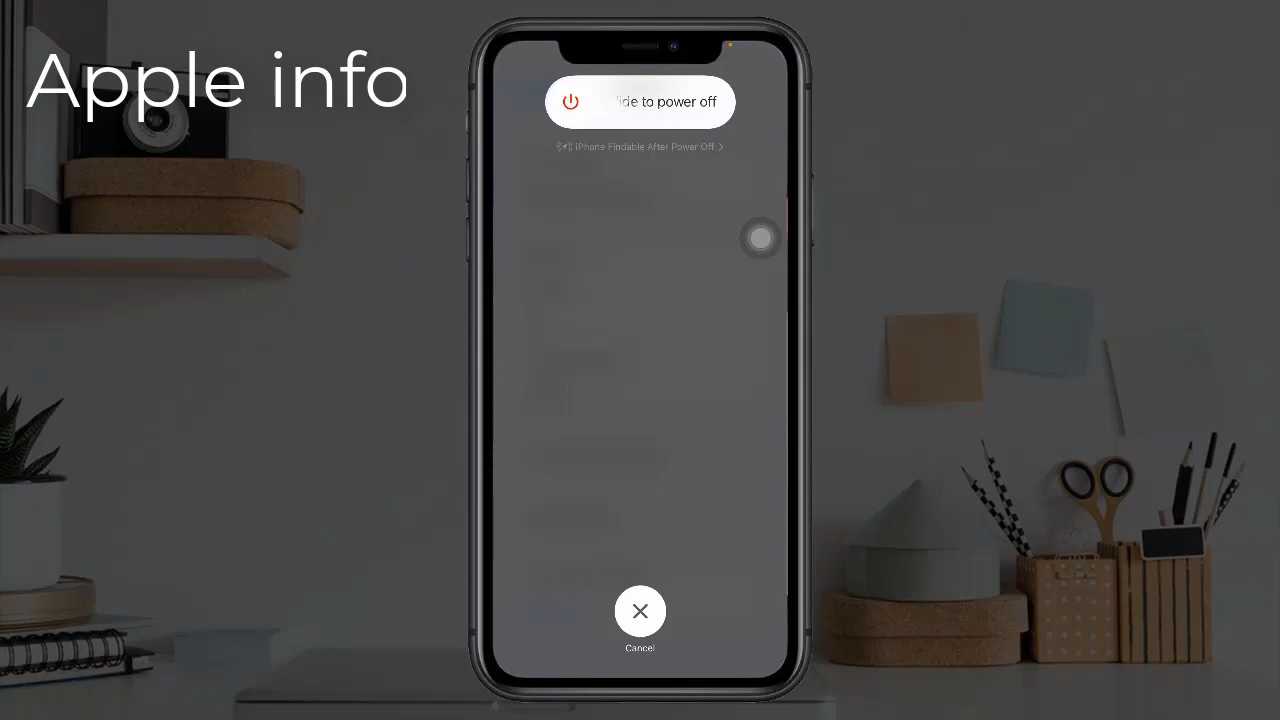 Apple info
lide to power off
iPhone Findable After Power Off
Cancel